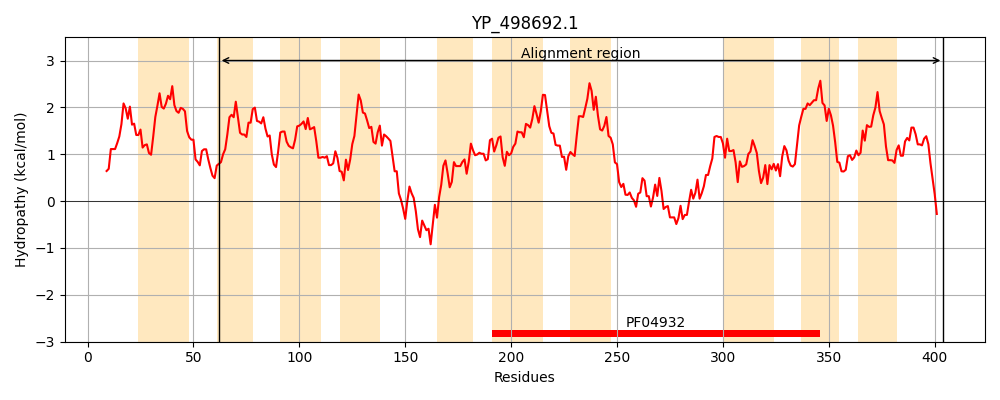 YP_498692.1
Hydropathy (kcal/mol)
3
2
1
0
−1
−2
−3
Alignment region
PF04932
0 50 100 150 200 250 300 350 400
Residues